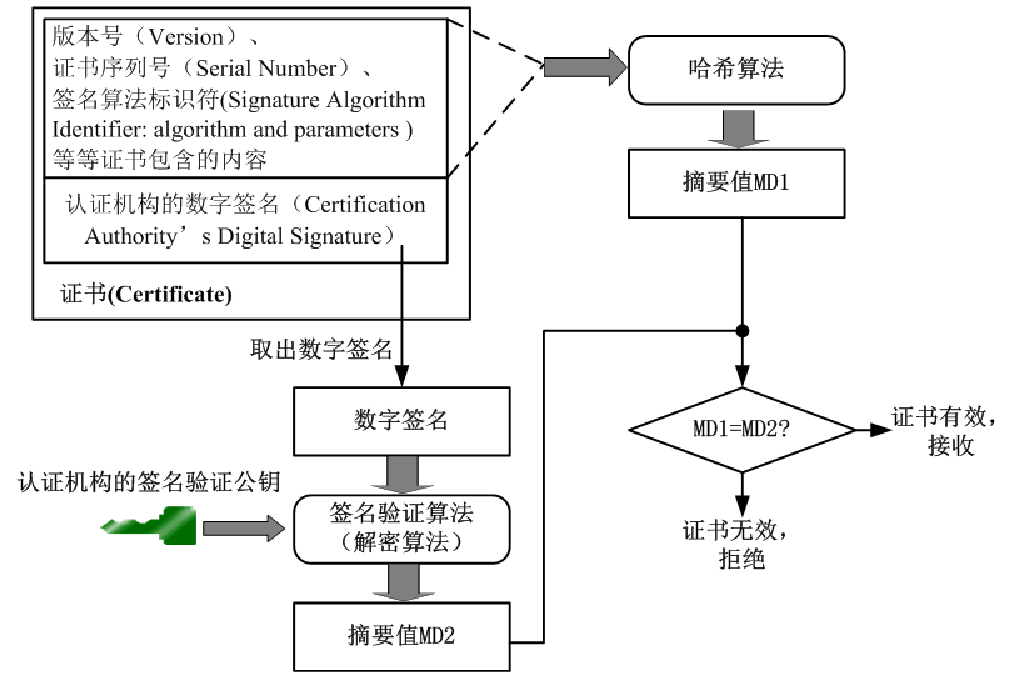 版本号（Version）、
证书序列号（Serial Number）、
签名算法标识符(Signature Algorithm
Identifier: algorithm and parameters )
等等证书包含的内容
认证机构的数字签名（Certification
Authority’s Digital Signature）
证书(Certificate)
取出数字签名
数字签名
认证机构的签名验证公钥
签名验证算法
（解密算法）
摘要值MD2
哈希算法
摘要值MD1
MD1=MD2?
证书有效，
接收
证书无效，
拒绝